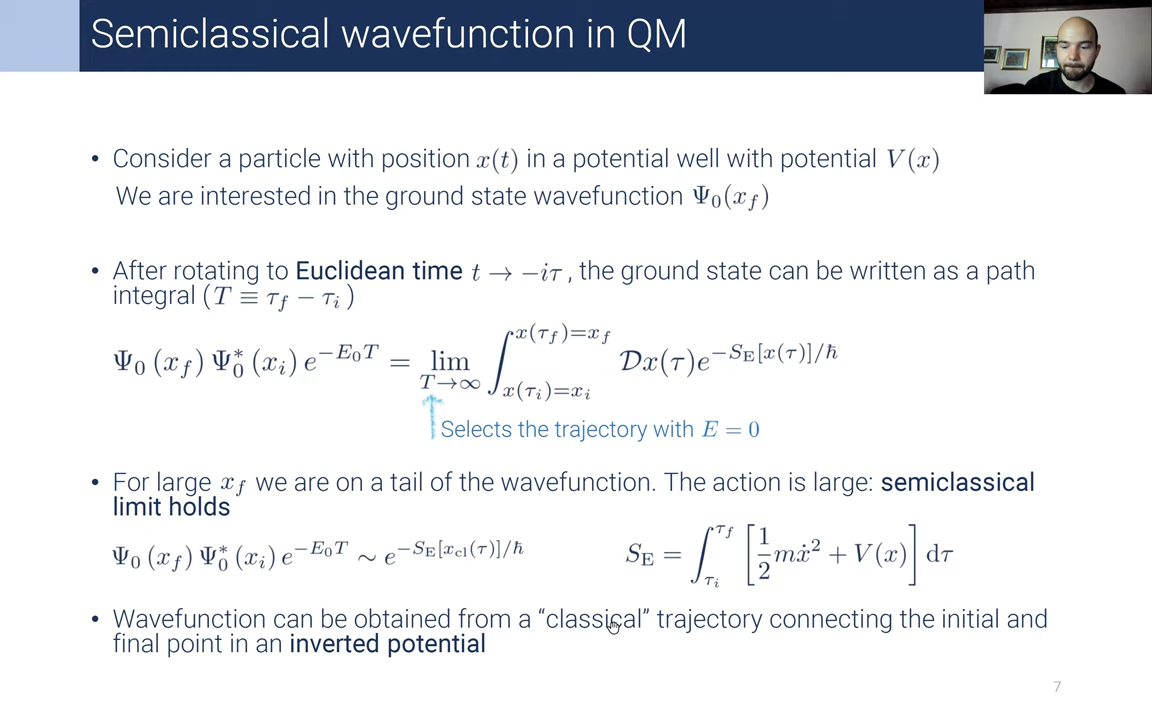 Semiclassical wavefunction in QM
• Consider a particle with position x(t) in a potential well with potential V(x)
We are interested in the ground state wavefunction Ψ₀(x_f)
• After rotating to Euclidean time t → −iτ , the ground state can be written as a path
integral ( T ≡ τ_f − τ_i )
Ψ₀ (x_f) Ψ₀* (x_i) e^{−E₀T} = lim_{T→∞} ∫_{x(τ_i)=x_i}^{x(τ_f)=x_f} 𝒟x(τ)e^{−S_E[x(τ)]/ℏ}
Selects the trajectory with E = 0
• For large x_f we are on a tail of the wavefunction. The action is large: semiclassical
limit holds
Ψ₀ (x_f) Ψ₀* (x_i) e^{−E₀T} ∼ e^{−S_E[x_cl(τ)]/ℏ} S_E = ∫_{τ_i}^{τ_f} [ 1/2 mẋ² + V(x) ] dτ
• Wavefunction can be obtained from a “classical” trajectory connecting the initial and
final point in an inverted potential
7